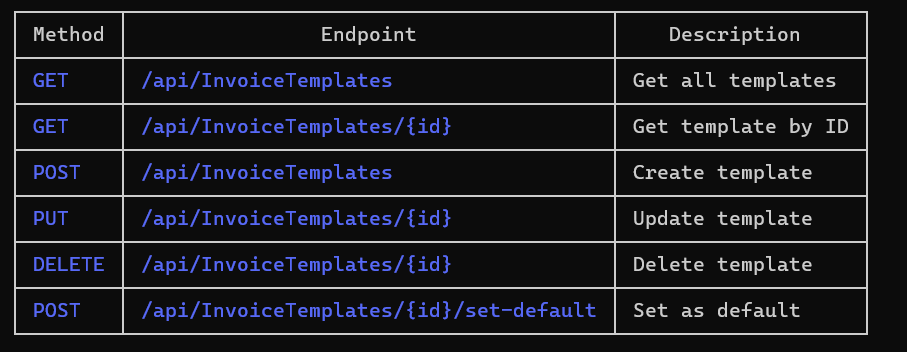 Method Endpoint Description
GET /api/InvoiceTemplates Get all templates
GET /api/InvoiceTemplates/{id} Get template by ID
POST /api/InvoiceTemplates Create template
PUT /api/InvoiceTemplates/{id} Update template
DELETE /api/InvoiceTemplates/{id} Delete template
POST /api/InvoiceTemplates/{id}/set-default Set as default